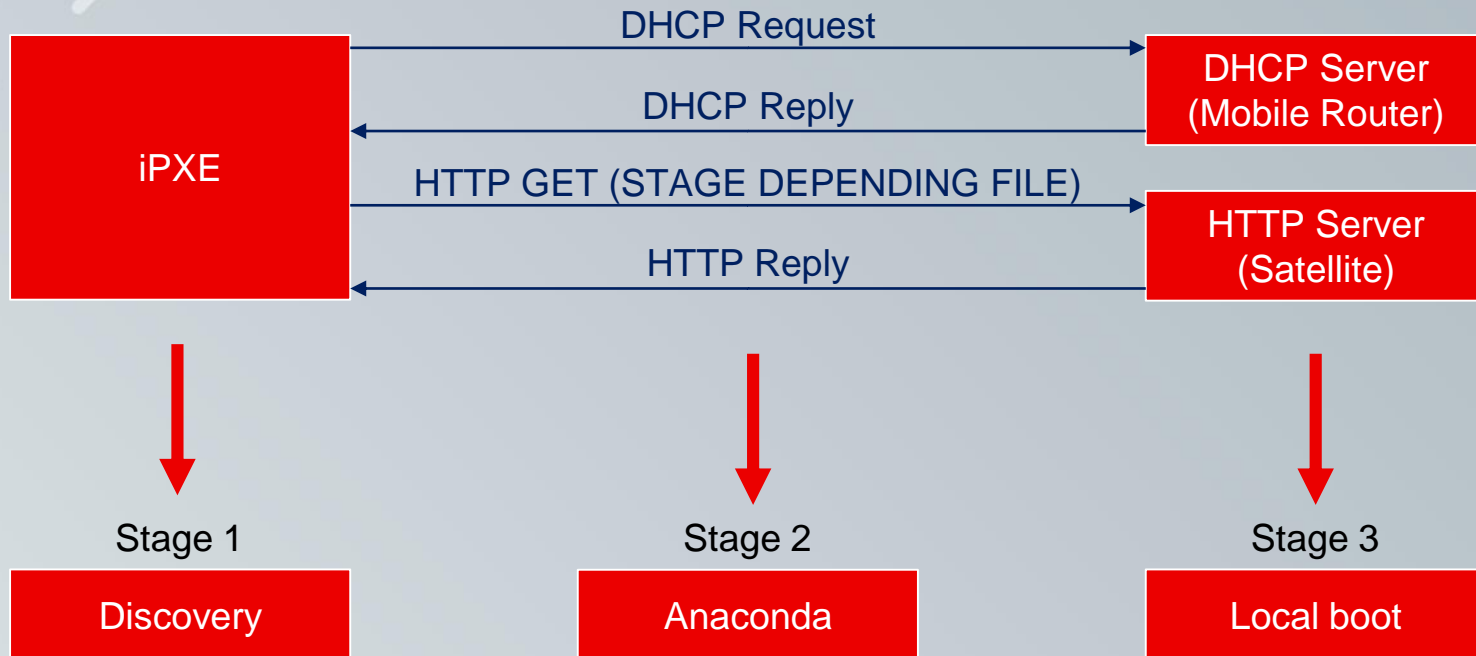 DHCP Request
DHCP Server
(Mobile Router)
DHCP Reply
iPXE
HTTP GET (STAGE DEPENDING FILE)
HTTP Server
(Satellite)
HTTP Reply
Stage 1
Stage 2
Stage 3
Discovery
Anaconda
Local boot